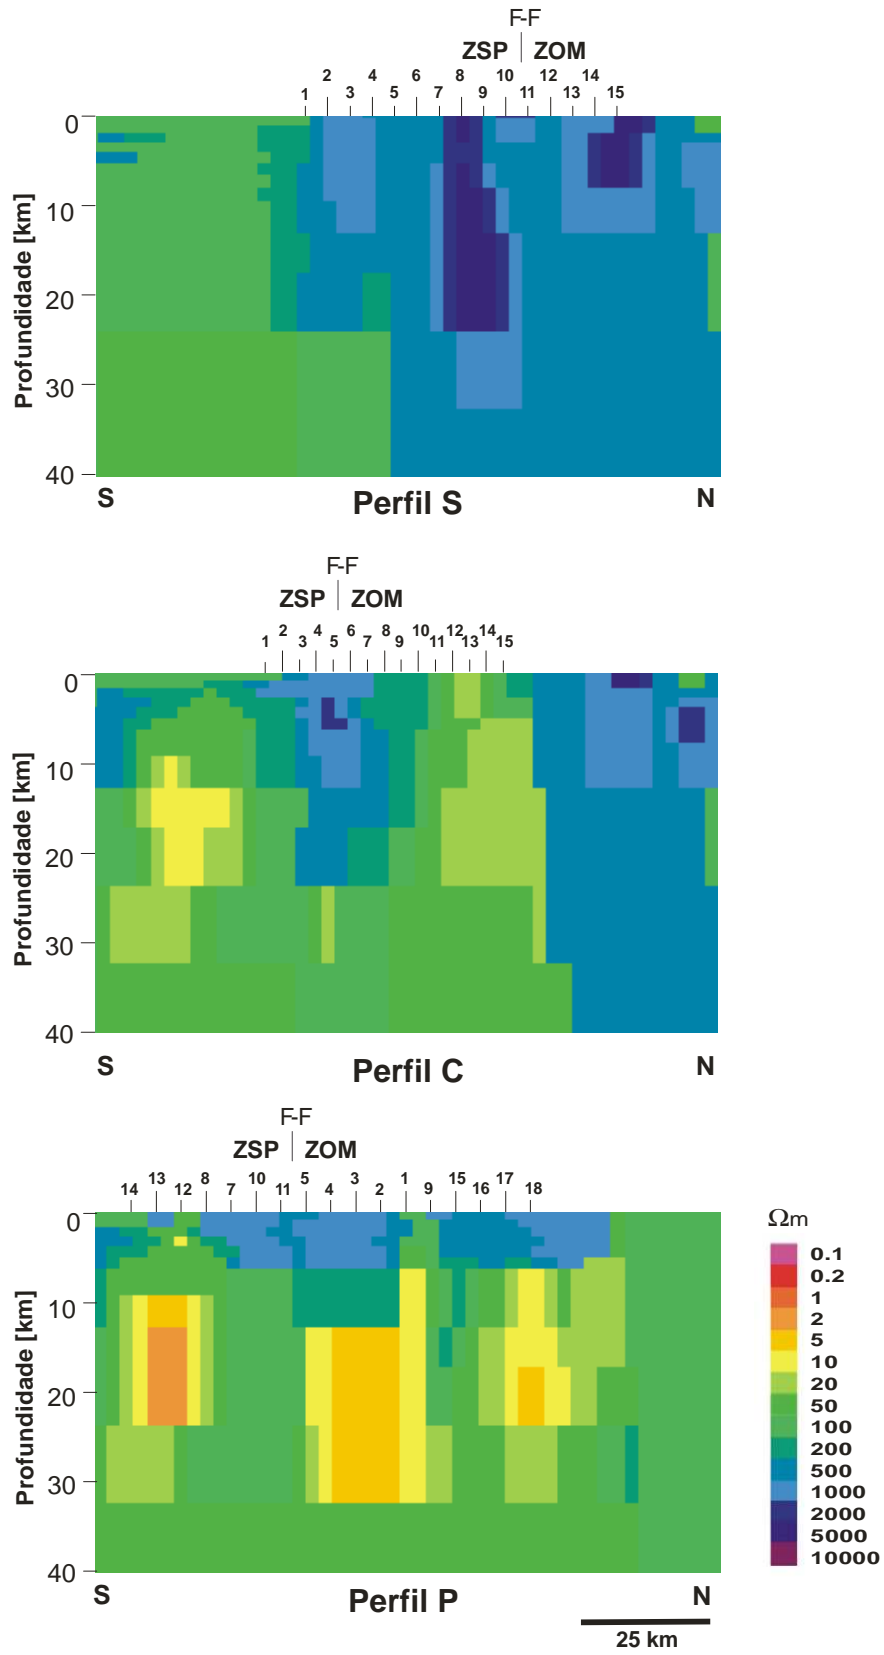 F-F
ZSP ZOM
2 4 6 8 10 12 14
1 3 5 7 9 11 13 15
0
10
20
30
40
Profundidade [km]
S Perfil S N
F-F
ZSP ZOM
2 4 6 8 10 12 14
1 3 5 7 9 11 13 15
0
10
20
30
40
Profundidade [km]
S Perfil C N
F-F
ZSP ZOM
13 8 10 5 3 1 15 17
14 12 7 11 4 2 9 16 18
0
10
20
30
40
Profundidade [km]
S Perfil P N
25 km
Ωm
0.1
0.2
1
2
5
10
20
50
100
200
500
1000
2000
5000
10000